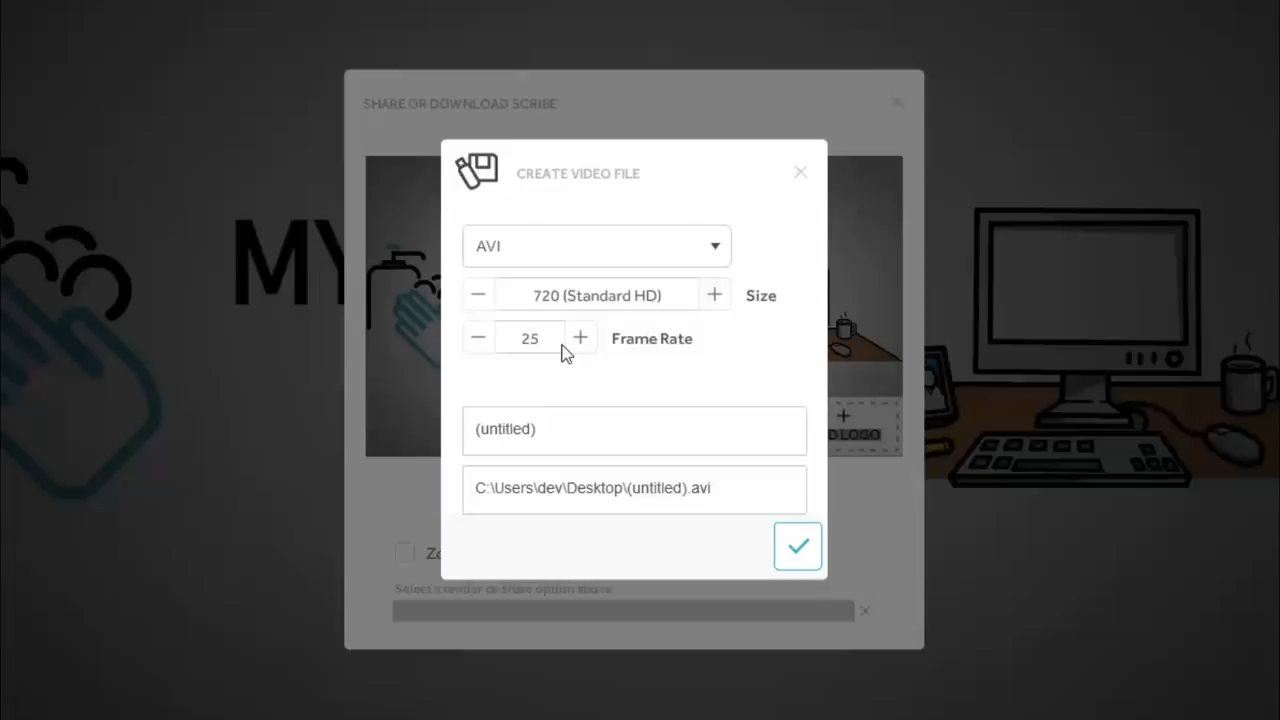 SHARE OR DOWNLOAD SCRIBE
CREATE VIDEO FILE
MY
AVI
720 (Standard HD)
Size
25
Frame Rate
LOGO
(untitled)
C:\Users\dev\Desktop\(untitled).avi
Select a render or share option above